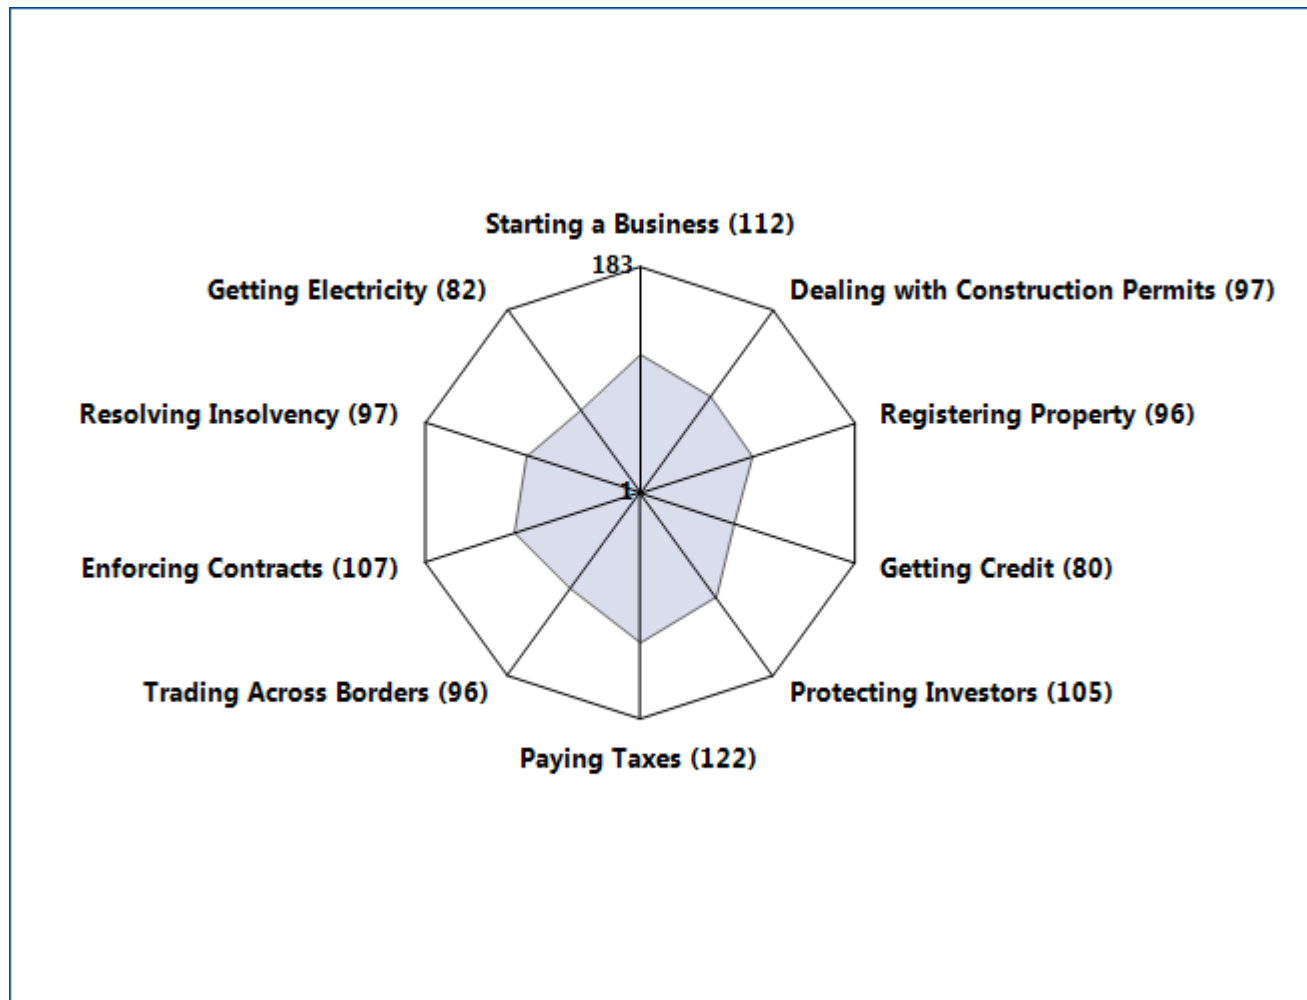 Starting a Business (112)
183
Getting Electricity (82)
Dealing with Construction Permits (97)
Resolving Insolvency (97)
Registering Property (96)
1
Enforcing Contracts (107)
Getting Credit (80)
Trading Across Borders (96)
Protecting Investors (105)
Paying Taxes (122)